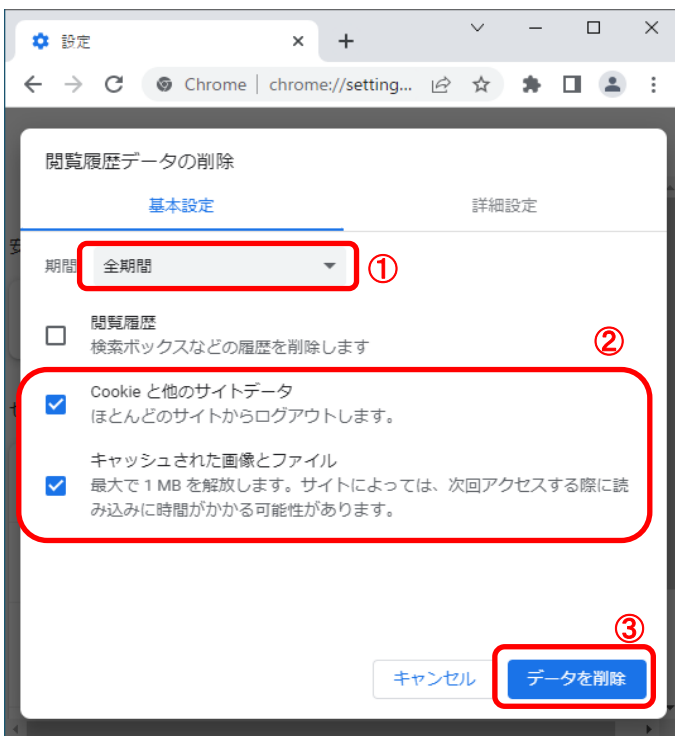 設定
Chrome | chrome://setting...
閲覧履歴データの削除
基本設定 詳細設定
期間 全期間 ①
閲覧履歴
検索ボックスなどの履歴を削除します
②
Cookie と他のサイトデータ
ほとんどのサイトからログアウトします。
キャッシュされた画像とファイル
最大で 1 MB を解放します。サイトによっては、次回アクセスする際に読
み込みに時間がかかる可能性があります。
③
キャンセル データを削除